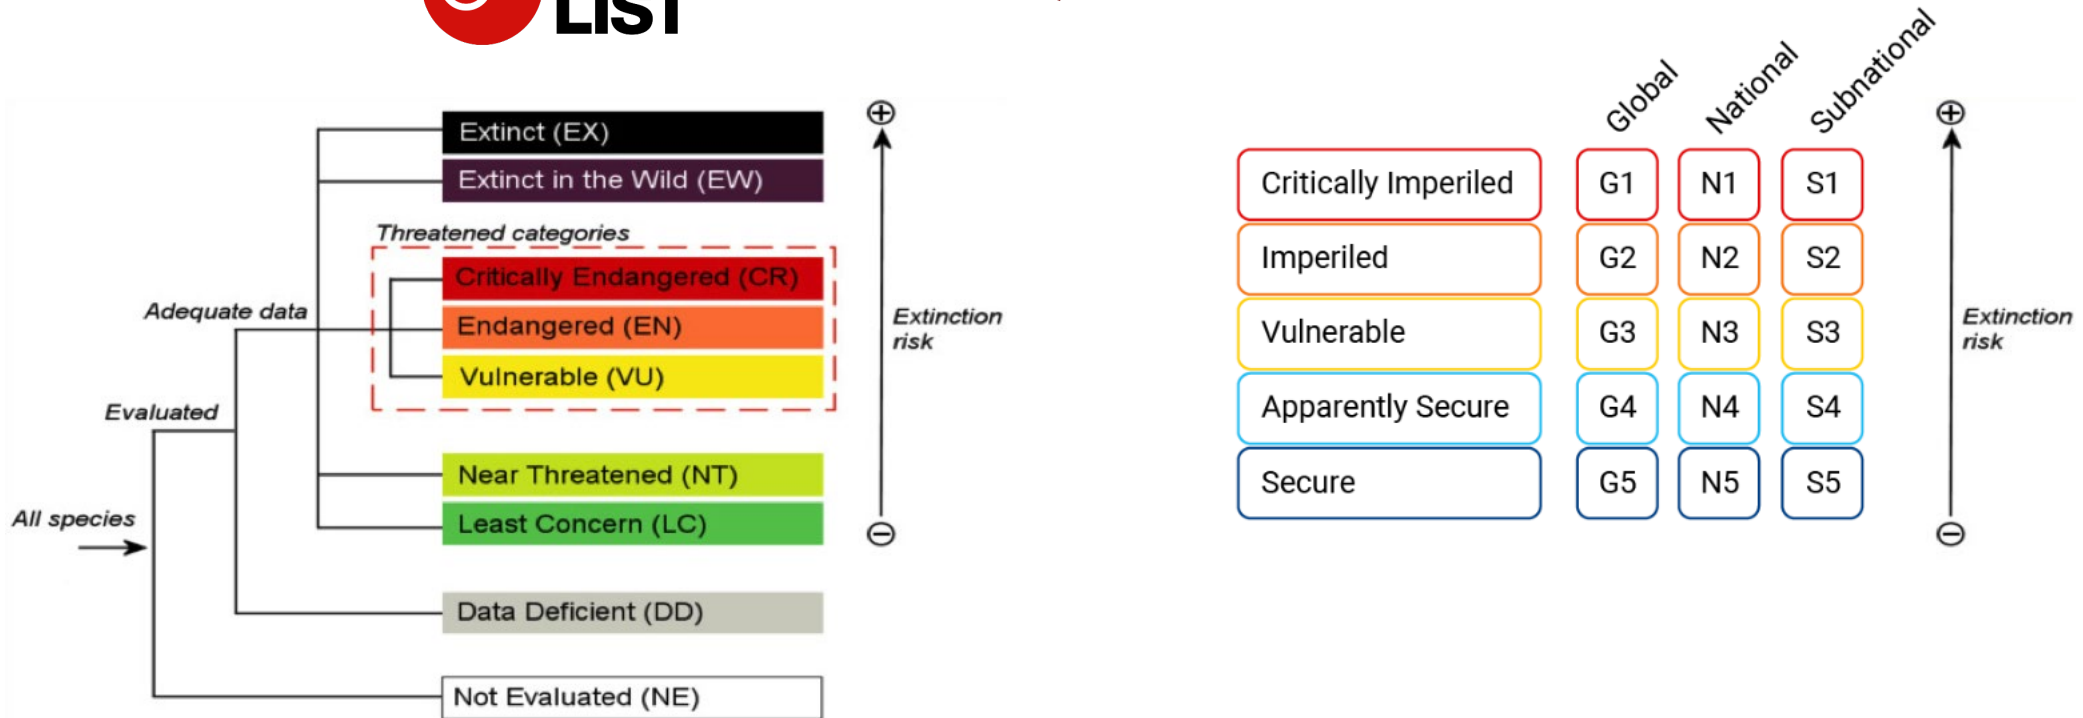 LIST
Extinct (EX)
Extinct in the Wild (EW)
Threatened categories
Critically Endangered (CR)
Adequate data
Endangered (EN)
Extinction
risk
Vulnerable (VU)
Evaluated
Near Threatened (NT)
All species
Least Concern (LC)
Data Deficient (DD)
Not Evaluated (NE)
Global National Subnational
Critically Imperiled G1 N1 S1
Imperiled G2 N2 S2
Vulnerable G3 N3 S3
Extinction
risk
Apparently Secure G4 N4 S4
Secure G5 N5 S5